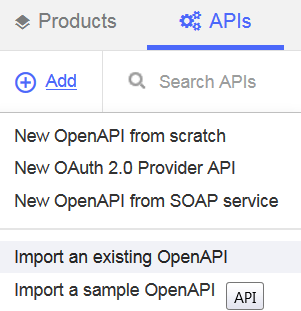 Products
APIs
Add
Search APIs
New OpenAPI from scratch
New OAuth 2.0 Provider API
New OpenAPI from SOAP service
Import an existing OpenAPI
Import a sample OpenAPI
API